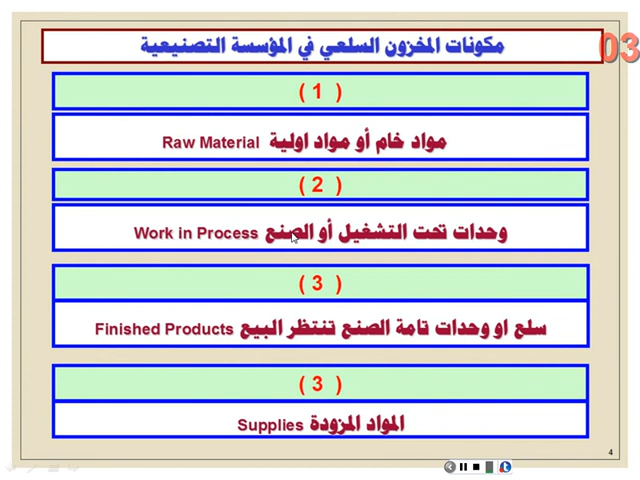 مكونات المخزون السلعي في المؤسسة التصنيعية
03
( 1 )
مواد خام أو مواد اولية Raw Material
( 2 )
وحدات تحت التشغيل أو الصنع Work in Process
( 3 )
سلع او وحدات تامة الصنع تنتظر البيع Finished Products
( 3 )
المواد المزودة Supplies
4